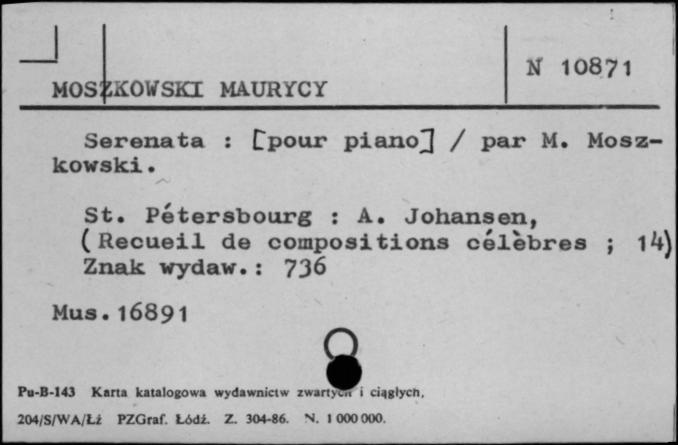 N 10871
MOSZKOWSKI MAURYCY
Serenata : [pour piano] / par M. Mosz-
kowski.
St. Pétersbourg : A. Johansen,
(Recueil de compositions célèbres ; 14)
Znak wydaw.: 736
Mus.16891
Pu-B-143 Karta katalogowa wydawnictw zwartych i ciągłych,
204/S/WA/Łż PZGraf. Łódź. Z. 304-86. N. 1 000 000.